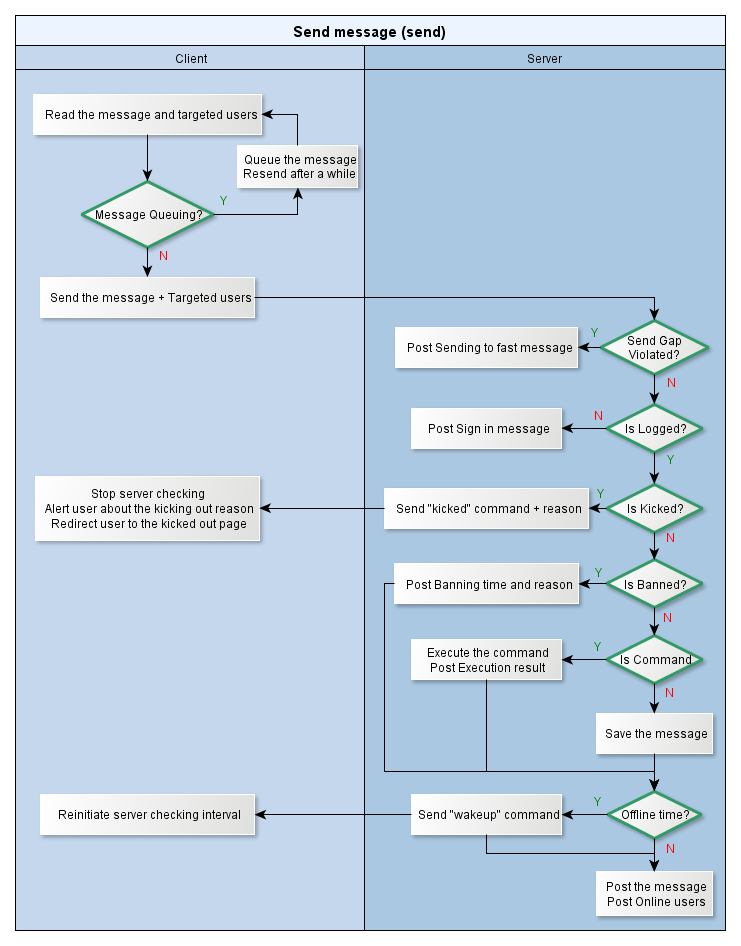 Send message (send)
Client
Server
Read the message and targeted users
Queue the message
Resend after a while
Message Queuing?
Y
N
Send the message + Targeted users
Send Gap
Violated?
Y
Post Sending to fast message
N
Is Logged?
N
Post Sign in message
Y
Is Kicked?
Y
Send "kicked" command + reason
Stop server checking
Alert user about the kicking out reason
Redirect user to the kicked out page
N
Is Banned?
Y
Post Banning time and reason
N
Is Command
Y
Execute the command
Post Execution result
N
Save the message
Offline time?
Y
Send "wakeup" command
Reinitiate server checking interval
N
Post the message
Post Online users